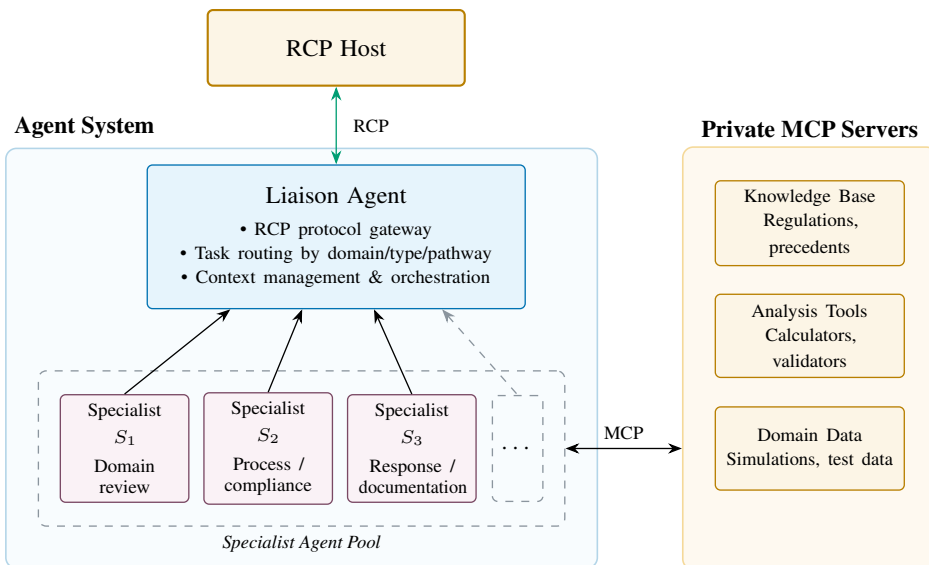 RCP Host
RCP
Agent System
Private MCP Servers
Liaison Agent
• RCP protocol gateway
• Task routing by domain/type/pathway
• Context management & orchestration
Knowledge Base
Regulations,
precedents
Analysis Tools
Calculators,
validators
Domain Data
Simulations, test data
Specialist
S₁
Domain
review
Specialist
S₂
Process /
compliance
Specialist
S₃
Response /
documentation
...
MCP
Specialist Agent Pool